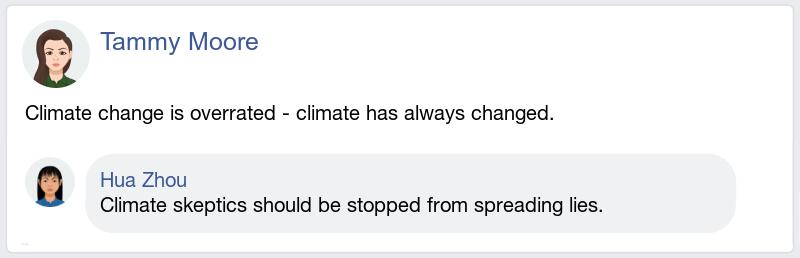 Tammy Moore
Climate change is overrated - climate has always changed.
Hua Zhou
Climate skeptics should be stopped from spreading lies.